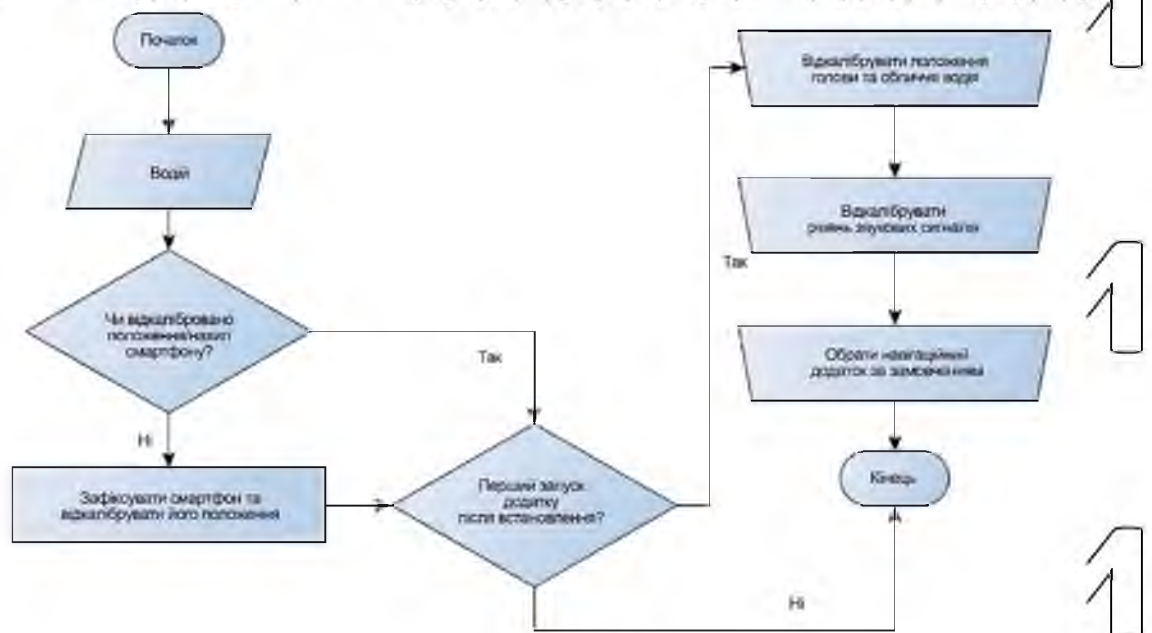 Початок
Водій
Чи відкалібровано
положення/нахил
смартфону?
Так
Ні
Зафіксувати смартфон та
відкалібрувати його положення
Перший запуск
додатку
після встановлення?
Так
Ні
Відкалібрувати положення
голови та обличчя водія
Відкалібрувати
рівень звукових сигналів
Обрати навігаційний
додаток за замовчанням
Кінець